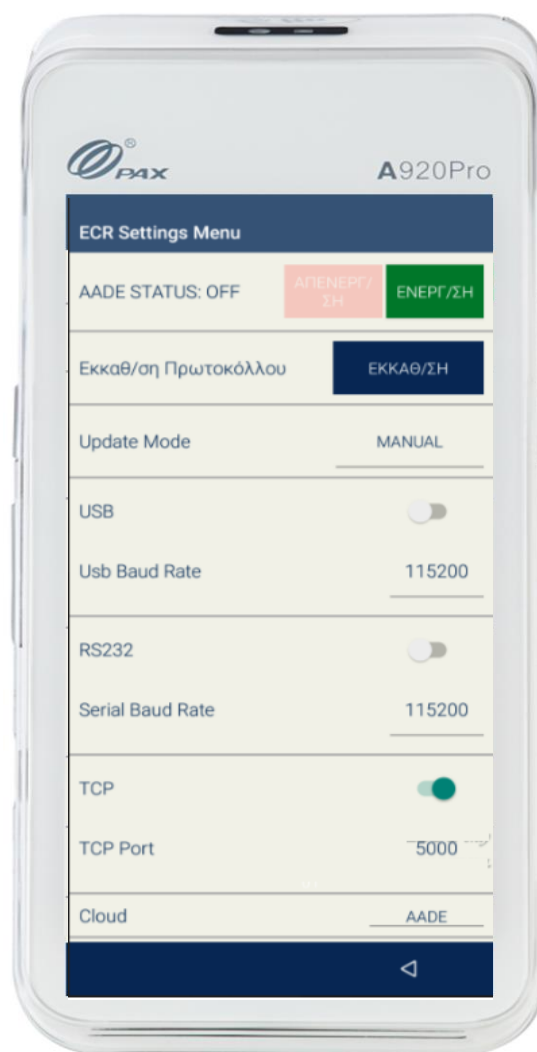 PAX®
A920Pro
ECR Settings Menu
AADE STATUS: OFF
ΑΠΕΝΕΡΓ/
ΣΗ
ΕΝΕΡΓ/ΣΗ
Εκκαθ/ση Πρωτοκόλλου
ΕΚΚΑΘ/ΣΗ
Update Mode
MANUAL
USB
Usb Baud Rate
115200
RS232
Serial Baud Rate
115200
TCP
TCP Port
5000
Cloud
AADE